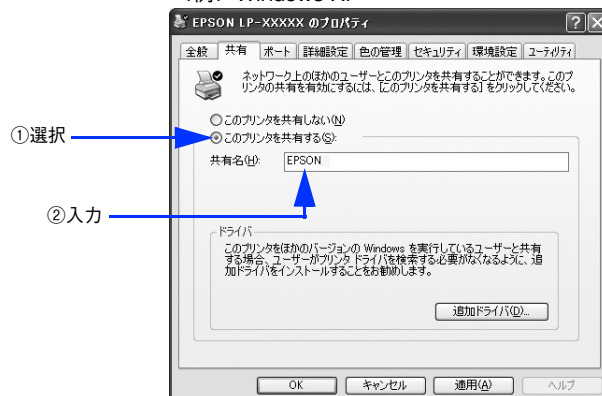 EPSON LP-XXXXX のプロパティ
全般 共有 ポート 詳細設定 色の管理 セキュリティ 環境設定 ユーティリティ
ネットワーク上のほかのユーザーとこのプリンタを共有することができます。このプ
リンタの共有を有効にするには、[このプリンタを共有する] をクリックしてください。
このプリンタを共有しない(N)
①選択
このプリンタを共有する(S):
共有名(H): EPSON
②入力
ドライバ
このプリンタをほかのバージョンの Windows を実行しているユーザーと共有
する場合、ユーザーがプリンタ ドライバを検索する必要がなくなるように、追
加ドライバをインストールすることをお勧めします。
追加ドライバ(D)...
OK キャンセル 適用(A) ヘルプ